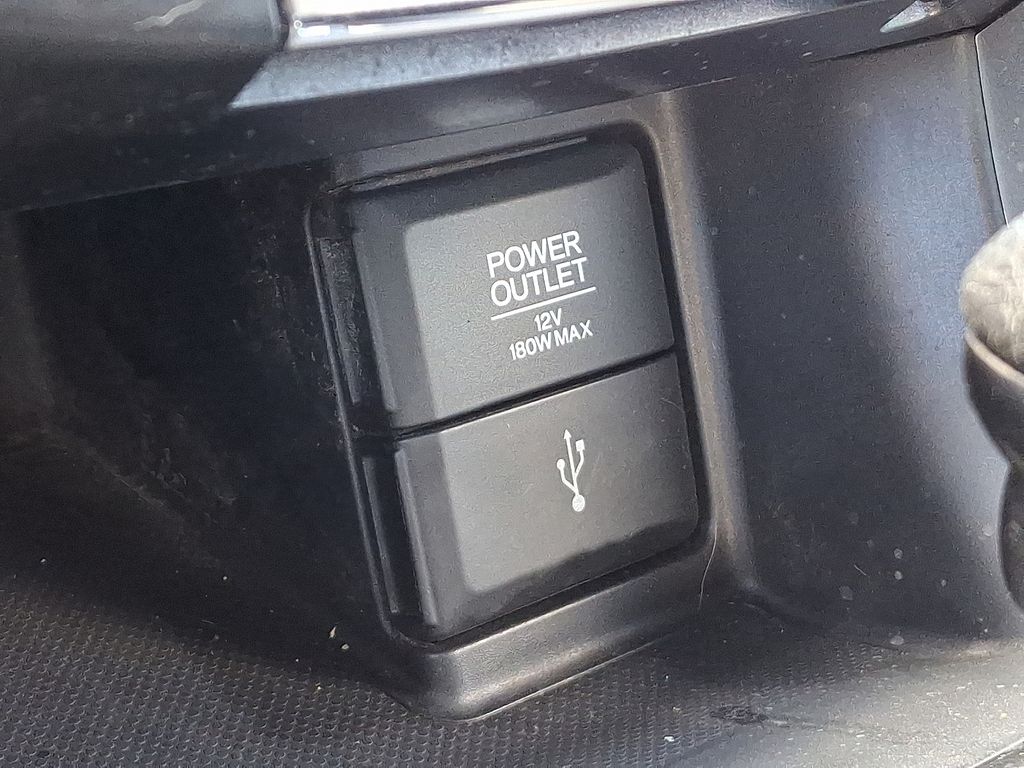 POWER
OUTLET
12V
180W MAX